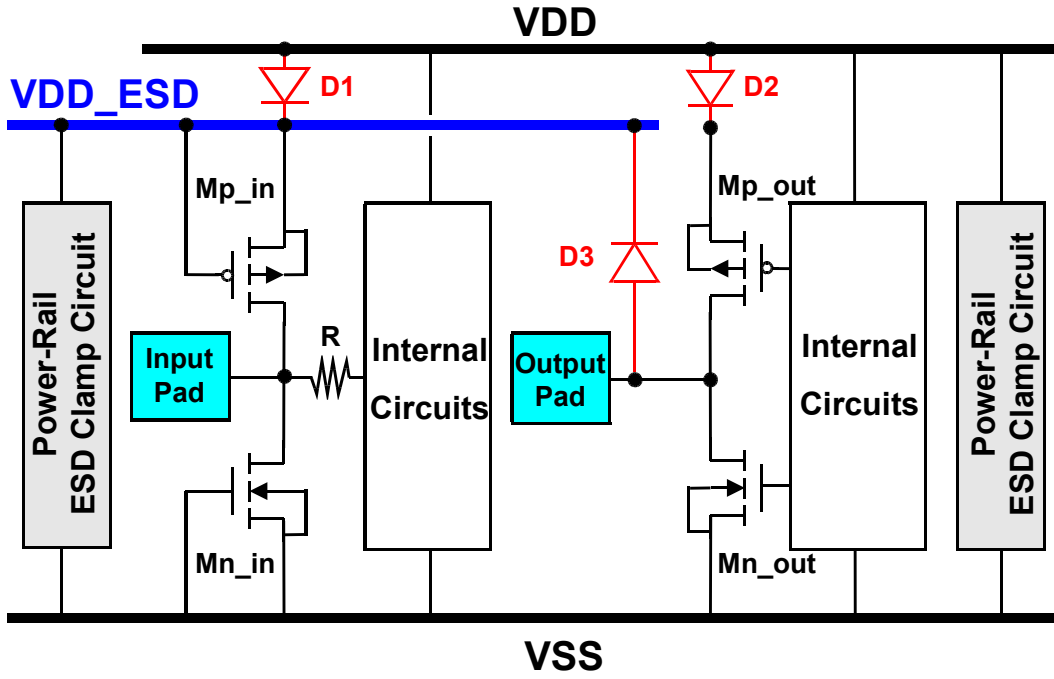 VDD
VDD_ESD
D1
D2
Mp_in
Mp_out
D3
Power-Rail
ESD Clamp Circuit
Input
Pad
R
Internal
Circuits
Output
Pad
Internal
Circuits
Power-Rail
ESD Clamp Circuit
Mn_in
Mn_out
VSS